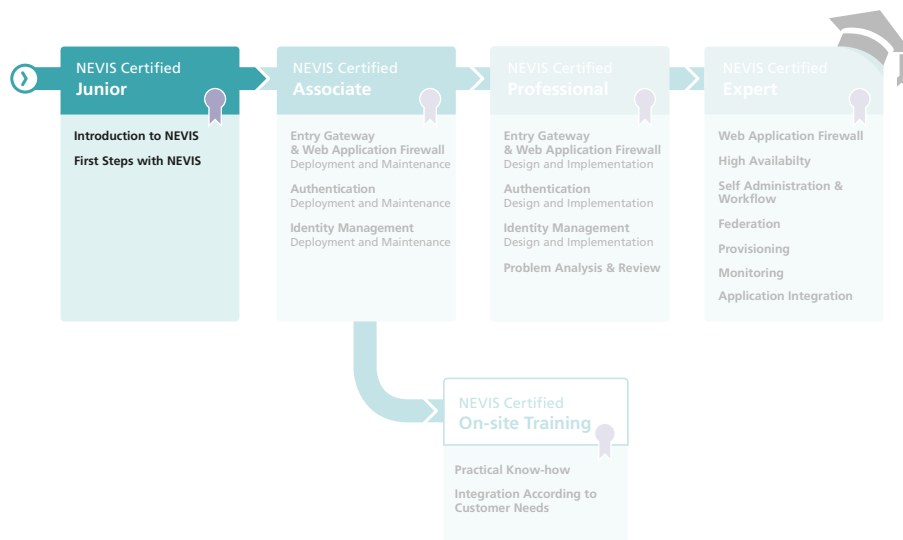 NEVIS Certified
Junior
Introduction to NEVIS
First Steps with NEVIS
NEVIS Certified
Associate
Entry Gateway
& Web Application Firewall
Deployment and Maintenance
Authentication
Deployment and Maintenance
Identity Management
Deployment and Maintenance
NEVIS Certified
Professional
Entry Gateway
& Web Application Firewall
Design and Implementation
Authentication
Design and Implementation
Identity Management
Design and Implementation
Problem Analysis & Review
NEVIS Certified
Expert
Web Application Firewall
High Availabilty
Self Administration &
Workflow
Federation
Provisioning
Monitoring
Application Integration
NEVIS Certified
On-site Training
Practical Know-how
Integration According to
Customer Needs